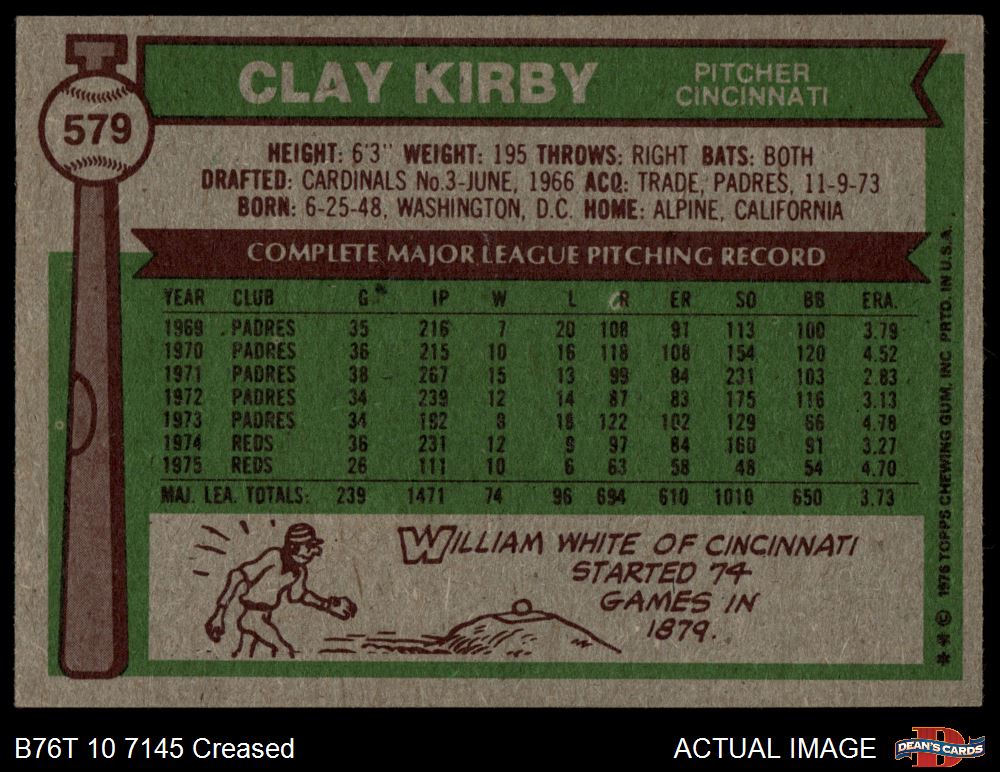 579
CLAY KIRBY
PITCHER
CINCINNATI
HEIGHT: 6'3" WEIGHT: 195 THROWS: RIGHT BATS: BOTH
DRAFTED: CARDINALS No.3-JUNE, 1966 ACQ: TRADE, PADRES, 11-9-73
BORN: 6-25-48, WASHINGTON, D.C. HOME: ALPINE, CALIFORNIA
COMPLETE MAJOR LEAGUE PITCHING RECORD
YEAR CLUB G IP W L R ER SO BB ERA.
1969 PADRES 35 216 7 20 108 91 113 100 3.79
1970 PADRES 36 215 10 16 118 108 154 120 4.52
1971 PADRES 38 267 15 13 99 84 231 103 2.83
1972 PADRES 34 239 12 14 87 83 175 116 3.13
1973 PADRES 34 192 8 18 122 102 129 66 4.78
1974 REDS 36 231 12 9 97 84 160 91 3.27
1975 REDS 26 111 10 6 63 58 48 54 4.70
MAJ. LEA. TOTALS: 239 1471 74 96 694 610 1010 650 3.73
WILLIAM WHITE OF CINCINNATI
STARTED 74
GAMES IN
1879.
* * © 1976 TOPPS CHEWING GUM, INC. PRTD. IN U.S.A.
B76T 10 7145 Creased
ACTUAL IMAGE
DEAN'S CARDS